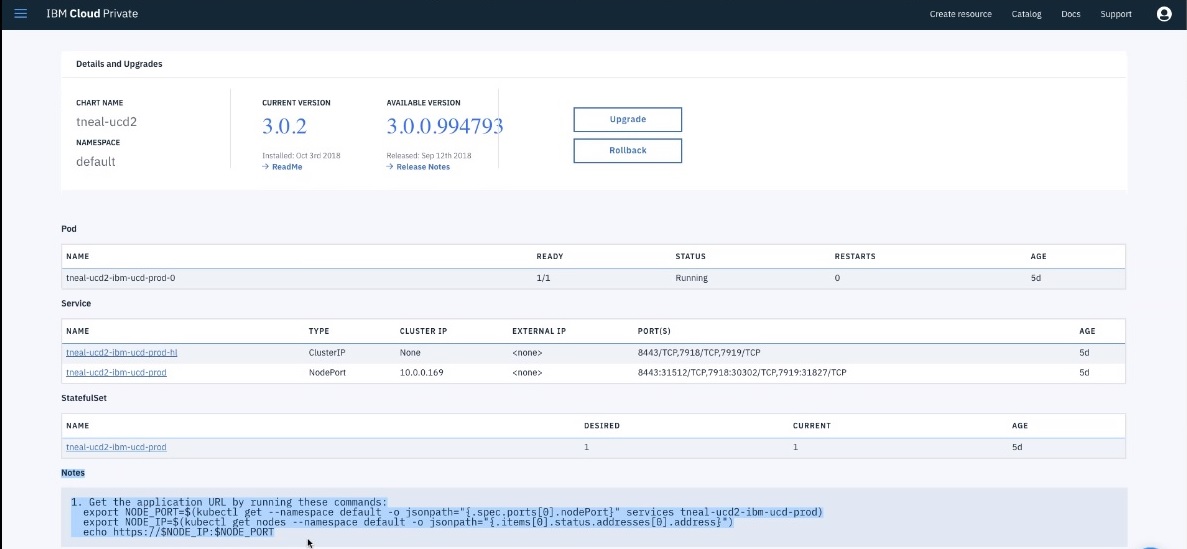 IBM Cloud Private Create resource Catalog Docs Support
Details and Upgrades
CHART NAME CURRENT VERSION AVAILABLE VERSION
tneal-ucd2 3.0.2 3.0.0.994793 Upgrade
NAMESPACE
default Installed: Oct 3rd 2018 Released: Sep 12th 2018 Rollback
→ ReadMe → Release Notes
Pod
NAME READY STATUS RESTARTS AGE
tneal-ucd2-ibm-ucd-prod-0 1/1 Running 0 5d
Service
NAME TYPE CLUSTER IP EXTERNAL IP PORT(S) AGE
tneal-ucd2-ibm-ucd-prod-hl ClusterIP None <none> 8443/TCP,7918/TCP,7919/TCP 5d
tneal-ucd2-ibm-ucd-prod NodePort 10.0.0.169 <none> 8443:31512/TCP,7918:30302/TCP,7919:31827/TCP 5d
StatefulSet
NAME DESIRED CURRENT AGE
tneal-ucd2-ibm-ucd-prod 1 1 5d
Notes
1. Get the application URL by running these commands:
export NODE_PORT=$(kubectl get --namespace default -o jsonpath="{.spec.ports[0].nodePort}" services tneal-ucd2-ibm-ucd-prod)
export NODE_IP=$(kubectl get nodes --namespace default -o jsonpath="{.items[0].status.addresses[0].address}")
echo https://$NODE_IP:$NODE_PORT